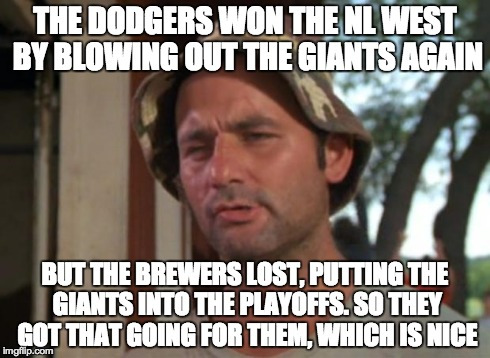 THE DODGERS WON THE NL WEST
BY BLOWING OUT THE GIANTS AGAIN
BUT THE BREWERS LOST, PUTTING THE
GIANTS INTO THE PLAYOFFS. SO THEY
GOT THAT GOING FOR THEM, WHICH IS NICE
imgflip.com